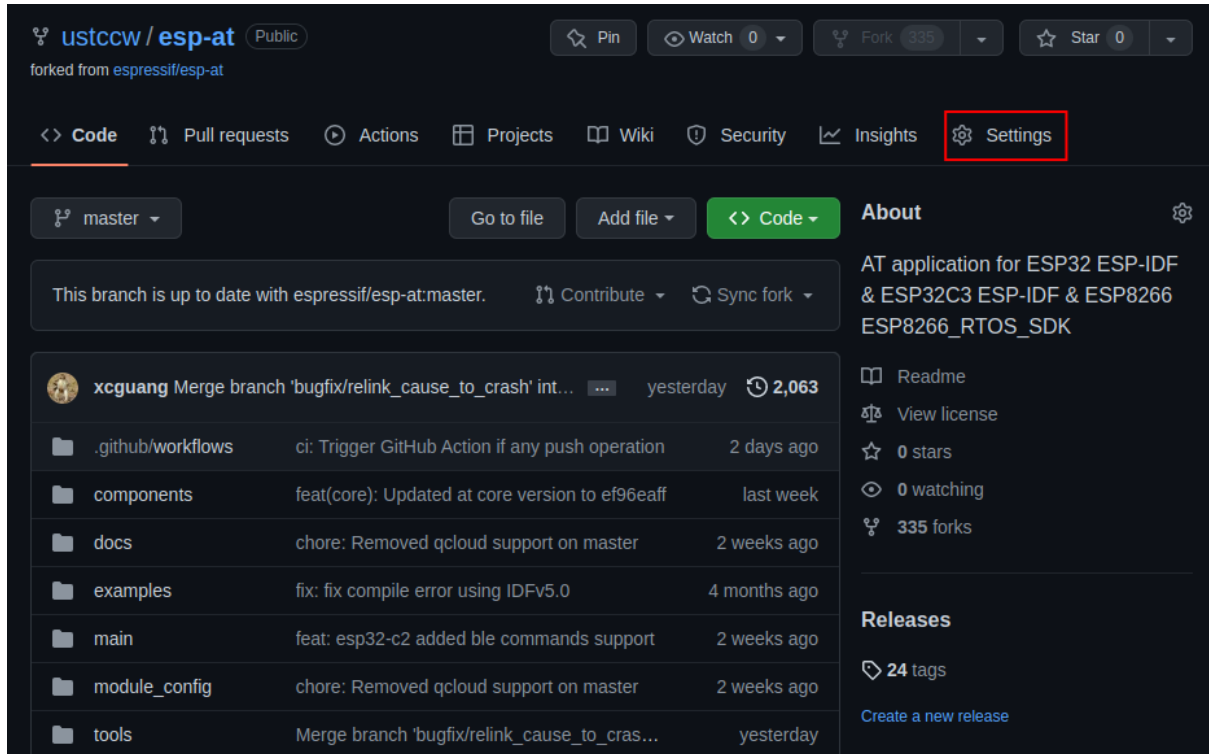 ustccw / esp-at Public
Pin Watch 0 Fork 335 Star 0
forked from espressif/esp-at
Code Pull requests Actions Projects Wiki Security Insights Settings
master Go to file Add file Code
This branch is up to date with espressif/esp-at:master. Contribute Sync fork
xcguang Merge branch 'bugfix/relink_cause_to_crash' int… ... yesterday 2,063
.github/workflows ci: Trigger GitHub Action if any push operation 2 days ago
components feat(core): Updated at core version to ef96eaff last week
docs chore: Removed qcloud support on master 2 weeks ago
examples fix: fix compile error using IDFv5.0 4 months ago
main feat: esp32-c2 added ble commands support 2 weeks ago
module_config chore: Removed qcloud support on master 2 weeks ago
tools Merge branch 'bugfix/relink_cause_to_cras… yesterday
About
AT application for ESP32 ESP-IDF
& ESP32C3 ESP-IDF & ESP8266
ESP8266_RTOS_SDK
Readme
View license
0 stars
0 watching
335 forks
Releases
24 tags
Create a new release